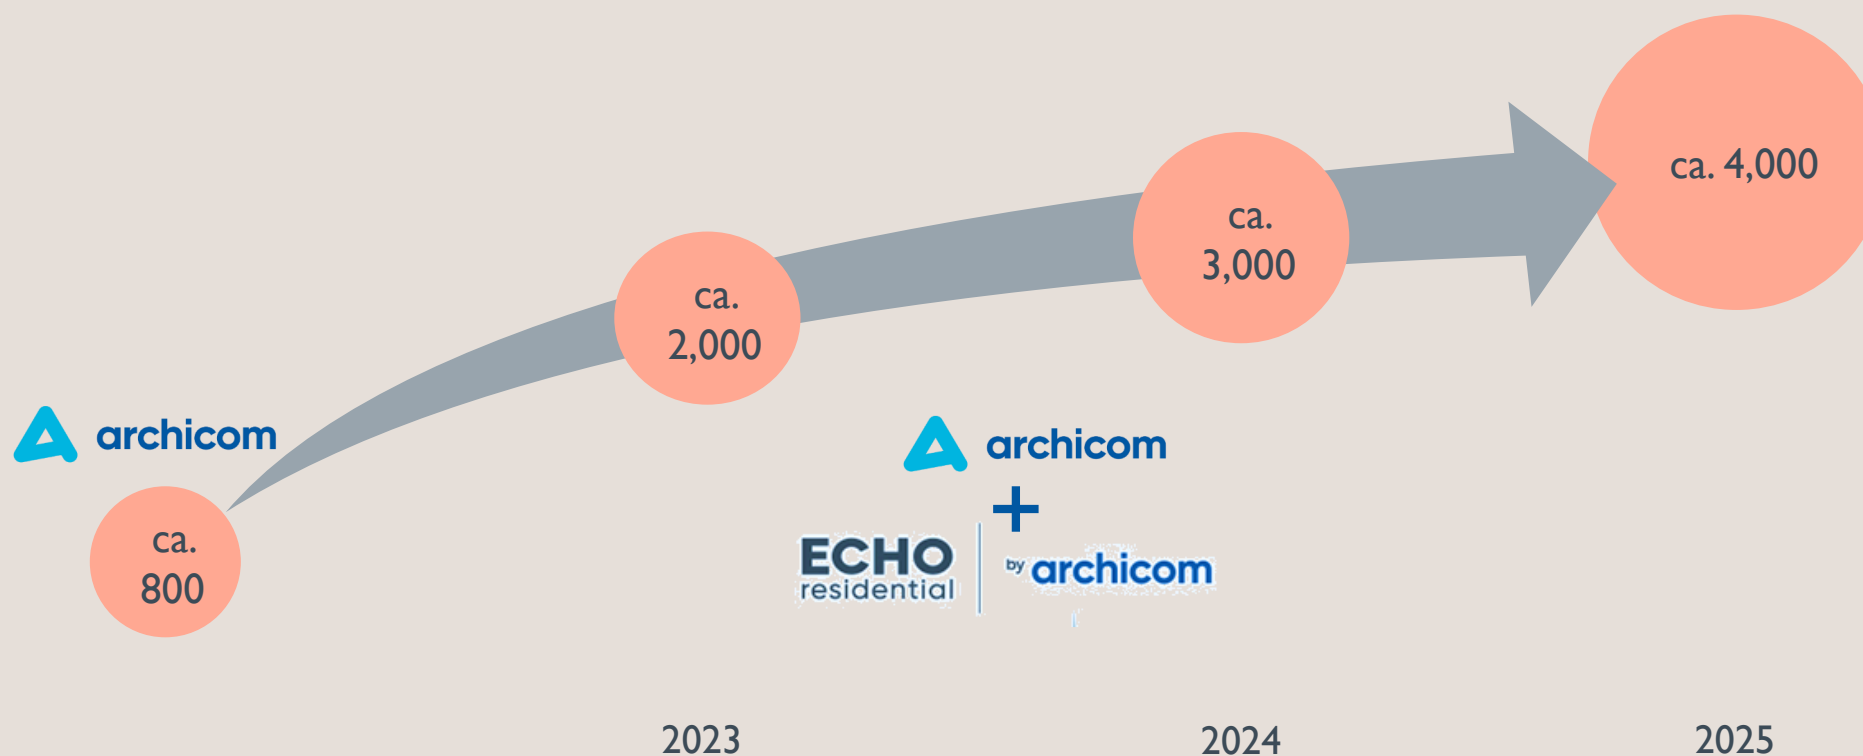 ca. 4,000
ca.
3,000
ca.
2,000
archicom
ca.
800
archicom
+
ECHO
residential
by archicom
2023
2024
2025